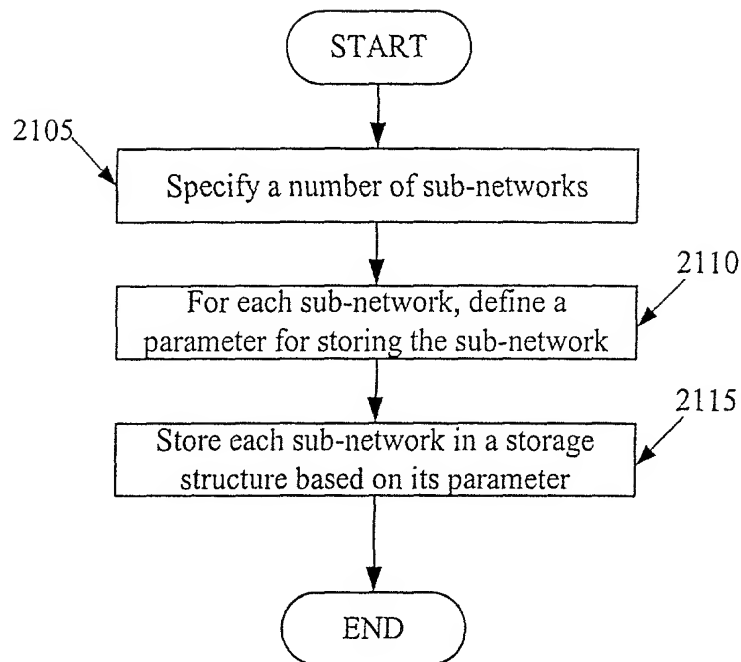 START
2105
Specify a number of sub-networks
2110
For each sub-network, define a
parameter for storing the sub-network
2115
Store each sub-network in a storage
structure based on its parameter
END